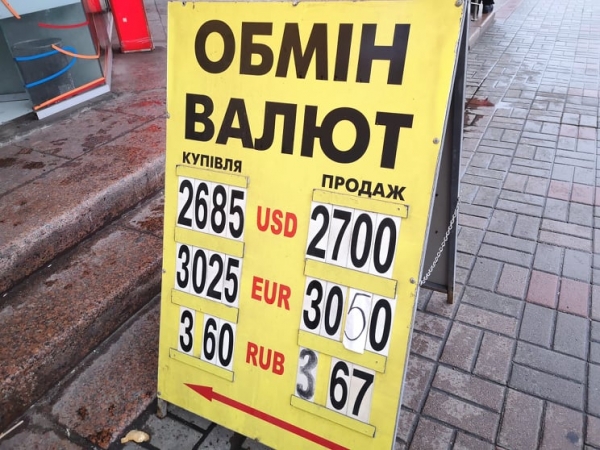 ОБМІН
ВАЛЮТ
КУПІВЛЯ ПРОДАЖ
2685 USD 2700
3025 EUR 3050
3 60 RUB 3 67